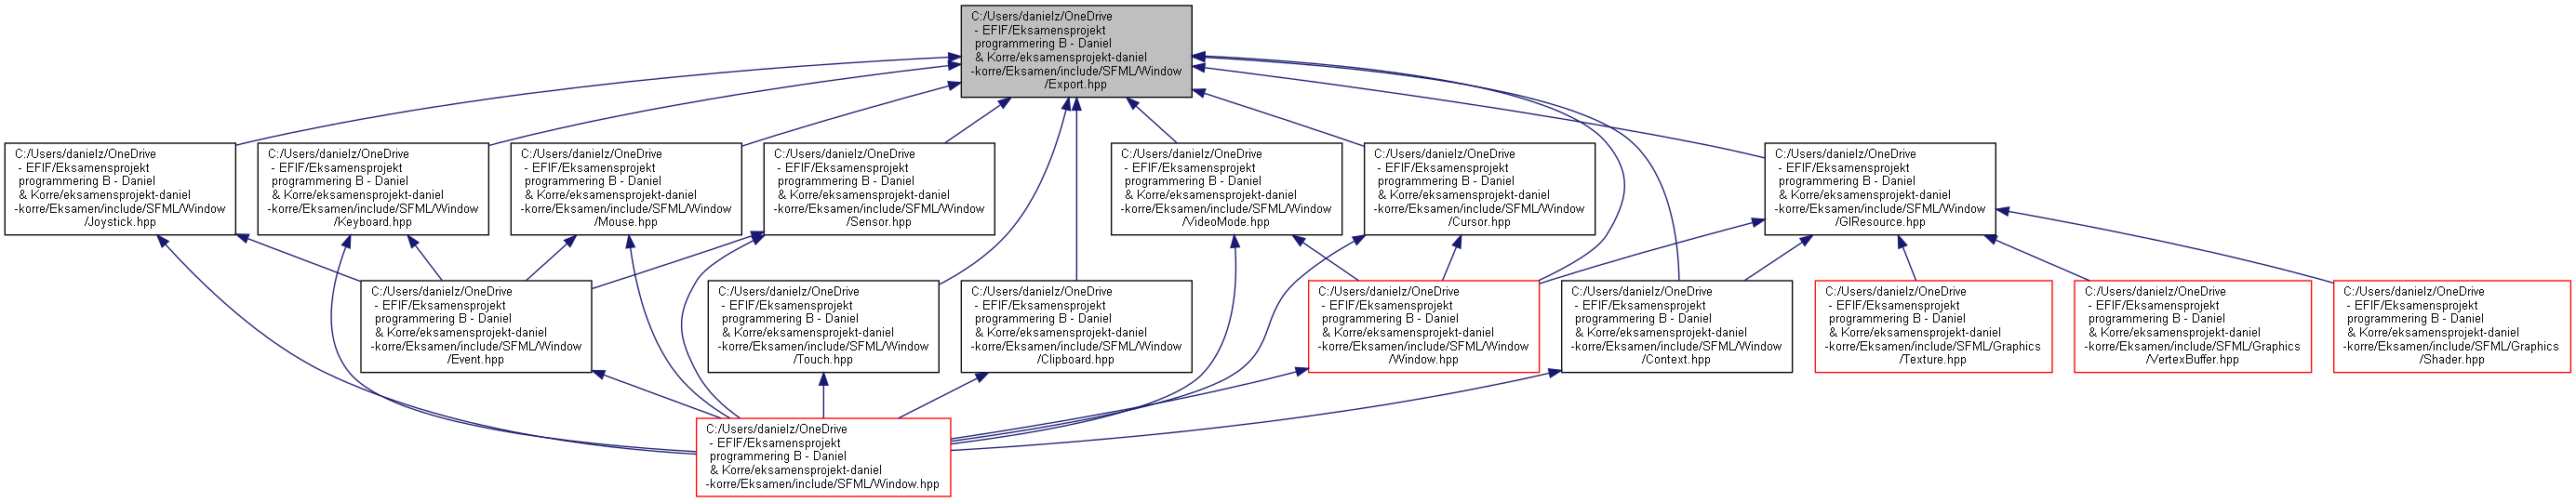 C:/Users/danielz/OneDrive
- EFIF/Eksamensprojekt
programmering B - Daniel
& Korre/eksamensprojekt-daniel
-korre/Eksamen/include/SFML/Window
/Export.hpp
C:/Users/danielz/OneDrive
- EFIF/Eksamensprojekt
programmering B - Daniel
& Korre/eksamensprojekt-daniel
-korre/Eksamen/include/SFML/Window
/Joystick.hpp
C:/Users/danielz/OneDrive
- EFIF/Eksamensprojekt
programmering B - Daniel
& Korre/eksamensprojekt-daniel
-korre/Eksamen/include/SFML/Window
/Keyboard.hpp
C:/Users/danielz/OneDrive
- EFIF/Eksamensprojekt
programmering B - Daniel
& Korre/eksamensprojekt-daniel
-korre/Eksamen/include/SFML/Window
/Mouse.hpp
C:/Users/danielz/OneDrive
- EFIF/Eksamensprojekt
programmering B - Daniel
& Korre/eksamensprojekt-daniel
-korre/Eksamen/include/SFML/Window
/Sensor.hpp
C:/Users/danielz/OneDrive
- EFIF/Eksamensprojekt
programmering B - Daniel
& Korre/eksamensprojekt-daniel
-korre/Eksamen/include/SFML/Window
/VideoMode.hpp
C:/Users/danielz/OneDrive
- EFIF/Eksamensprojekt
programmering B - Daniel
& Korre/eksamensprojekt-daniel
-korre/Eksamen/include/SFML/Window
/Cursor.hpp
C:/Users/danielz/OneDrive
- EFIF/Eksamensprojekt
programmering B - Daniel
& Korre/eksamensprojekt-daniel
-korre/Eksamen/include/SFML/Window
/GlResource.hpp
C:/Users/danielz/OneDrive
- EFIF/Eksamensprojekt
programmering B - Daniel
& Korre/eksamensprojekt-daniel
-korre/Eksamen/include/SFML/Window
/Event.hpp
C:/Users/danielz/OneDrive
- EFIF/Eksamensprojekt
programmering B - Daniel
& Korre/eksamensprojekt-daniel
-korre/Eksamen/include/SFML/Window
/Touch.hpp
C:/Users/danielz/OneDrive
- EFIF/Eksamensprojekt
programmering B - Daniel
& Korre/eksamensprojekt-daniel
-korre/Eksamen/include/SFML/Window
/Clipboard.hpp
C:/Users/danielz/OneDrive
- EFIF/Eksamensprojekt
programmering B - Daniel
& Korre/eksamensprojekt-daniel
-korre/Eksamen/include/SFML/Window
/Window.hpp
C:/Users/danielz/OneDrive
- EFIF/Eksamensprojekt
programmering B - Daniel
& Korre/eksamensprojekt-daniel
-korre/Eksamen/include/SFML/Window
/Context.hpp
C:/Users/danielz/OneDrive
- EFIF/Eksamensprojekt
programmering B - Daniel
& Korre/eksamensprojekt-daniel
-korre/Eksamen/include/SFML/Graphics
/Texture.hpp
C:/Users/danielz/OneDrive
- EFIF/Eksamensprojekt
programmering B - Daniel
& Korre/eksamensprojekt-daniel
-korre/Eksamen/include/SFML/Graphics
/VertexBuffer.hpp
C:/Users/danielz/OneDrive
- EFIF/Eksamensprojekt
programmering B - Daniel
& Korre/eksamensprojekt-daniel
-korre/Eksamen/include/SFML/Graphics
/Shader.hpp
C:/Users/danielz/OneDrive
- EFIF/Eksamensprojekt
programmering B - Daniel
& Korre/eksamensprojekt-daniel
-korre/Eksamen/include/SFML/Window.hpp